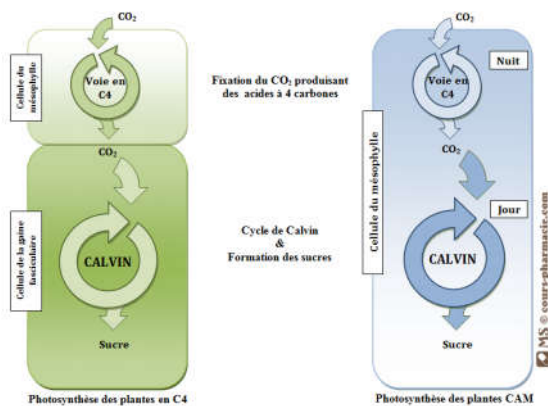 CO₂
Cellule du
mésophylle
Voie en
C4
CO₂
Cellule de la gaine
fasciculaire
CALVIN
Sucre
Photosynthèse des plantes en C4
Fixation du CO₂ produisant
des acides à 4 carbones
Cycle de Calvin
&
Formation des sucres
CO₂
Nuit
Voie en
C4
CO₂
Cellule du mésophylle
Jour
CALVIN
Sucre
Photosynthèse des plantes CAM
MS © cours-pharmacie.com